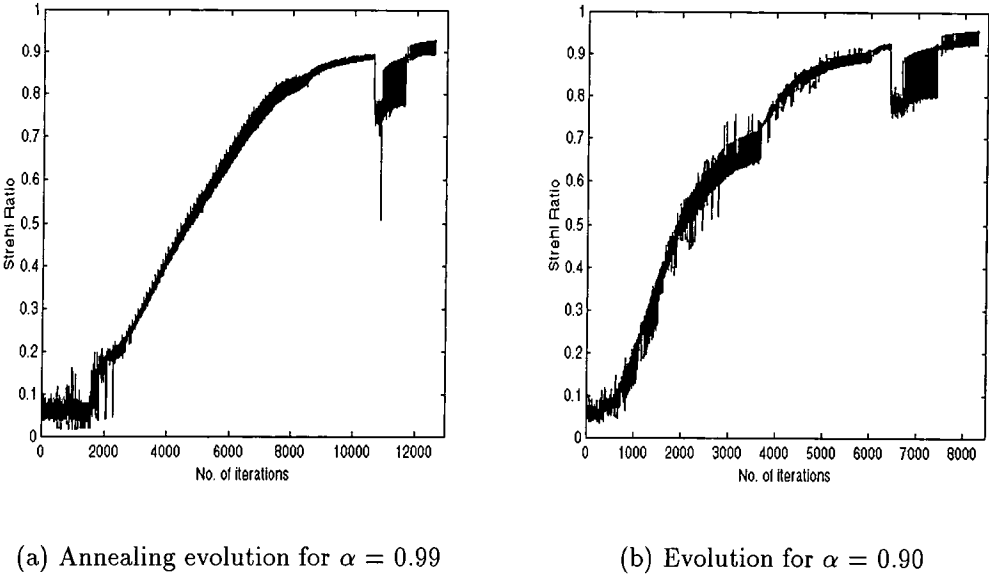 1
0.9
0.8
0.7
0.6
0.5
0.4
0.3
0.2
0.1
0
Strehl Ratio
0 2000 4000 6000 8000 10000 12000
No. of iterations
(a) Annealing evolution for α = 0.99
1
0.9
0.8
0.7
0.6
0.5
0.4
0.3
0.2
0.1
0
Strehl Ratio
0 1000 2000 3000 4000 5000 6000 7000 8000
No. of iterations
(b) Evolution for α = 0.90